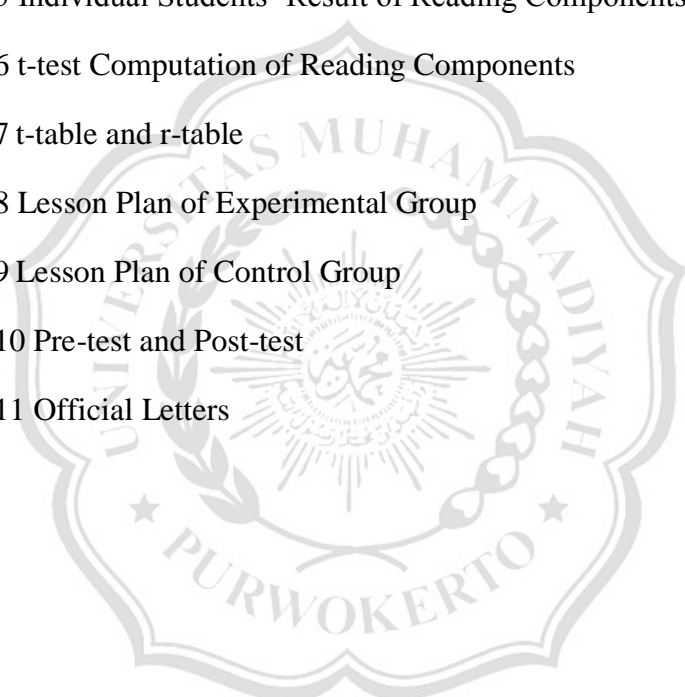 Individual Students' Result of Reading Components
6 t-test Computation of Reading Components
7 t-table and r-table
8 Lesson Plan of Experimental Group
9 Lesson Plan of Control Group
10 Pre-test and Post-test
11 Official Letters
UNIVERSITAS MUHAMMADIYAH
PURWOKERTO